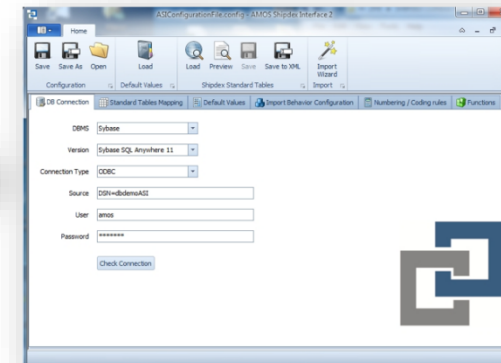 ASIConfigurationFile.config - AMOS Shipdex Interface 2
Home
Save Save As Open Load Load Preview Save Save to XML Import Wizard
Configuration Default Values Shipdex Standard Tables Import
DB Connection Standard Tables Mapping Default Values Import Behavior Configuration Numbering / Coding rules Functions
DBMS Sybase
Version Sybase SQL Anywhere 11
Connection Type ODBC
Source DSN=dbdemoASI
User amos
Password *******
Check Connection